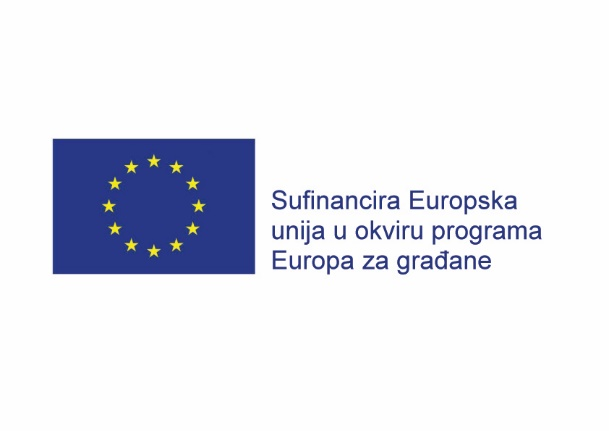 Sufinancira Europska
unija u okviru programa
Europa za građane